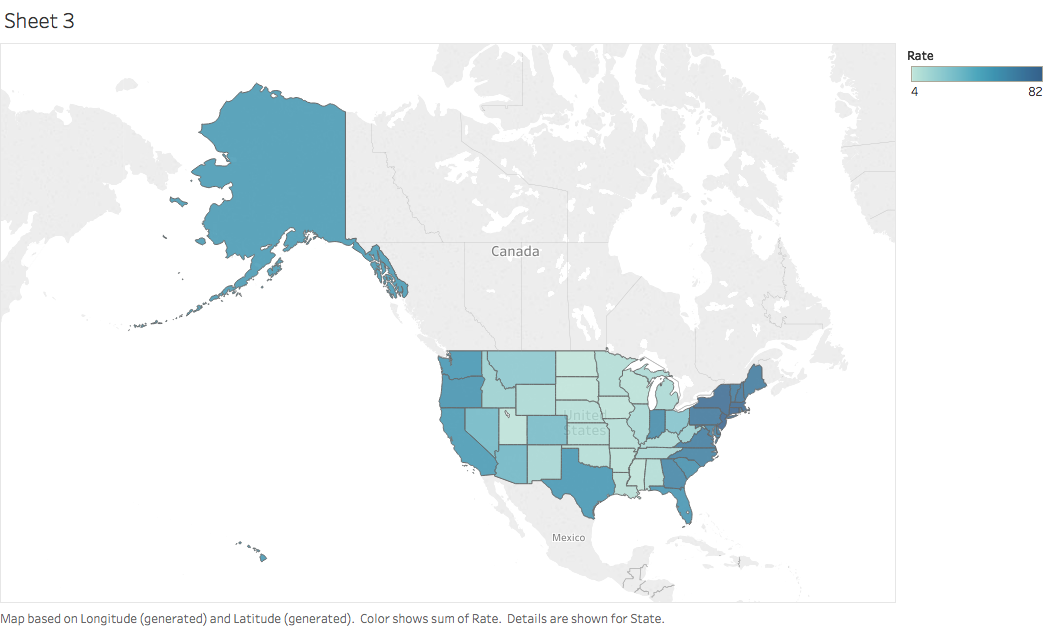 Sheet 3
Rate
4 82
Canada
United
States
Mexico
Map based on Longitude (generated) and Latitude (generated). Color shows sum of Rate. Details are shown for State.